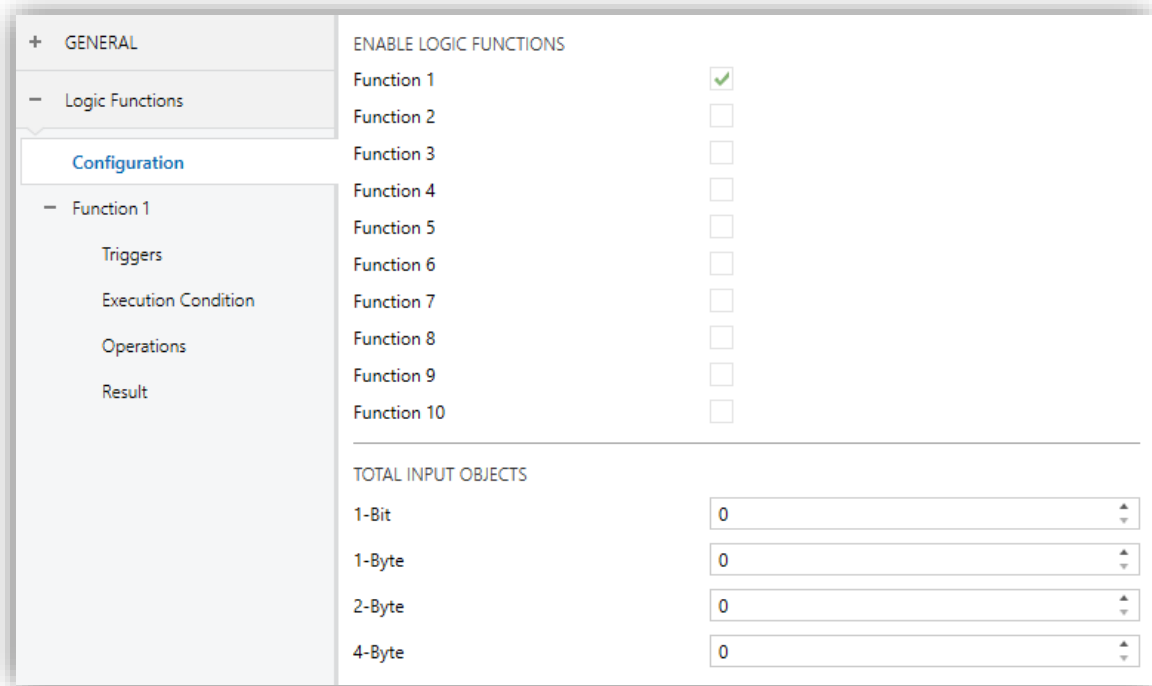 GENERAL
Logic Functions
Configuration
Function 1
Triggers
Execution Condition
Operations
Result
ENABLE LOGIC FUNCTIONS
Function 1
Function 2
Function 3
Function 4
Function 5
Function 6
Function 7
Function 8
Function 9
Function 10
TOTAL INPUT OBJECTS
1-Bit 0
1-Byte 0
2-Byte 0
4-Byte 0